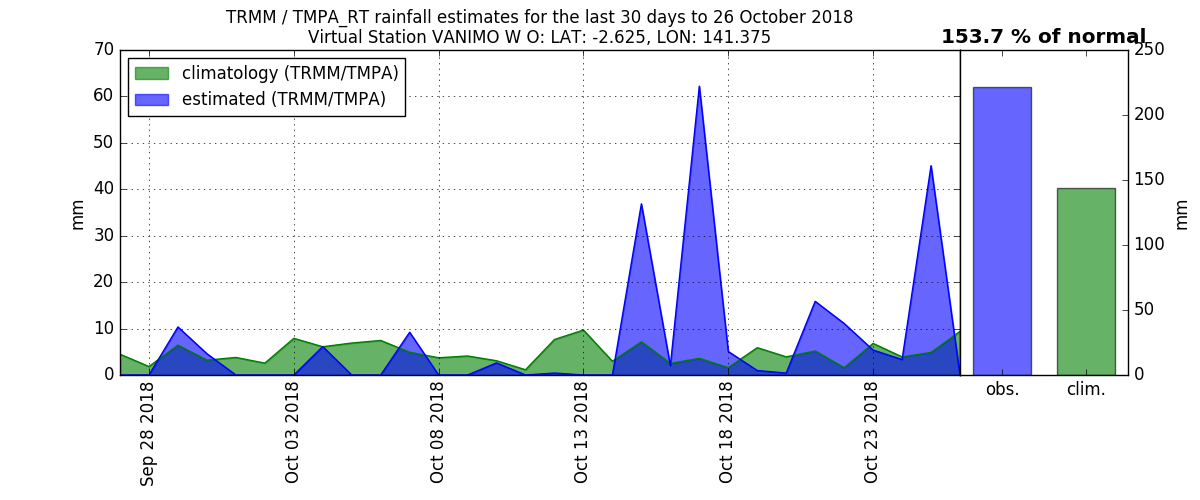 TRMM / TMPA_RT rainfall estimates for the last 30 days to 26 October 2018
Virtual Station VANIMO W O: LAT: -2.625, LON: 141.375
153.7 % of normal
climatology (TRMM/TMPA)
estimated (TRMM/TMPA)
mm
70
60
50
40
30
20
10
0
Sep 28 2018
Oct 03 2018
Oct 08 2018
Oct 13 2018
Oct 18 2018
Oct 23 2018
obs.
clim.
250
200
150
100
50
0
mm